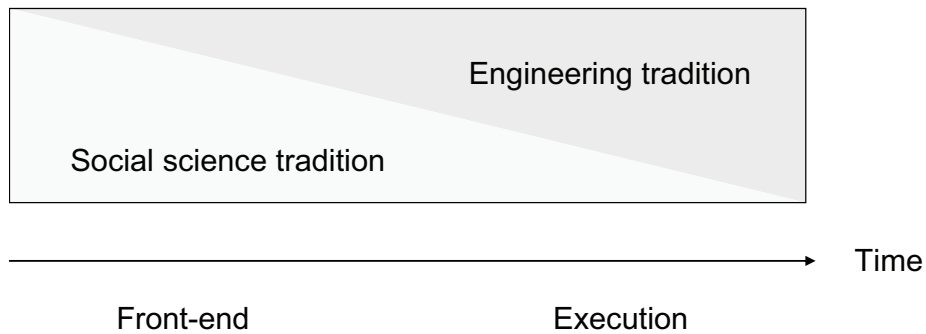 Engineering tradition
Social science tradition
Time
Front-end
Execution